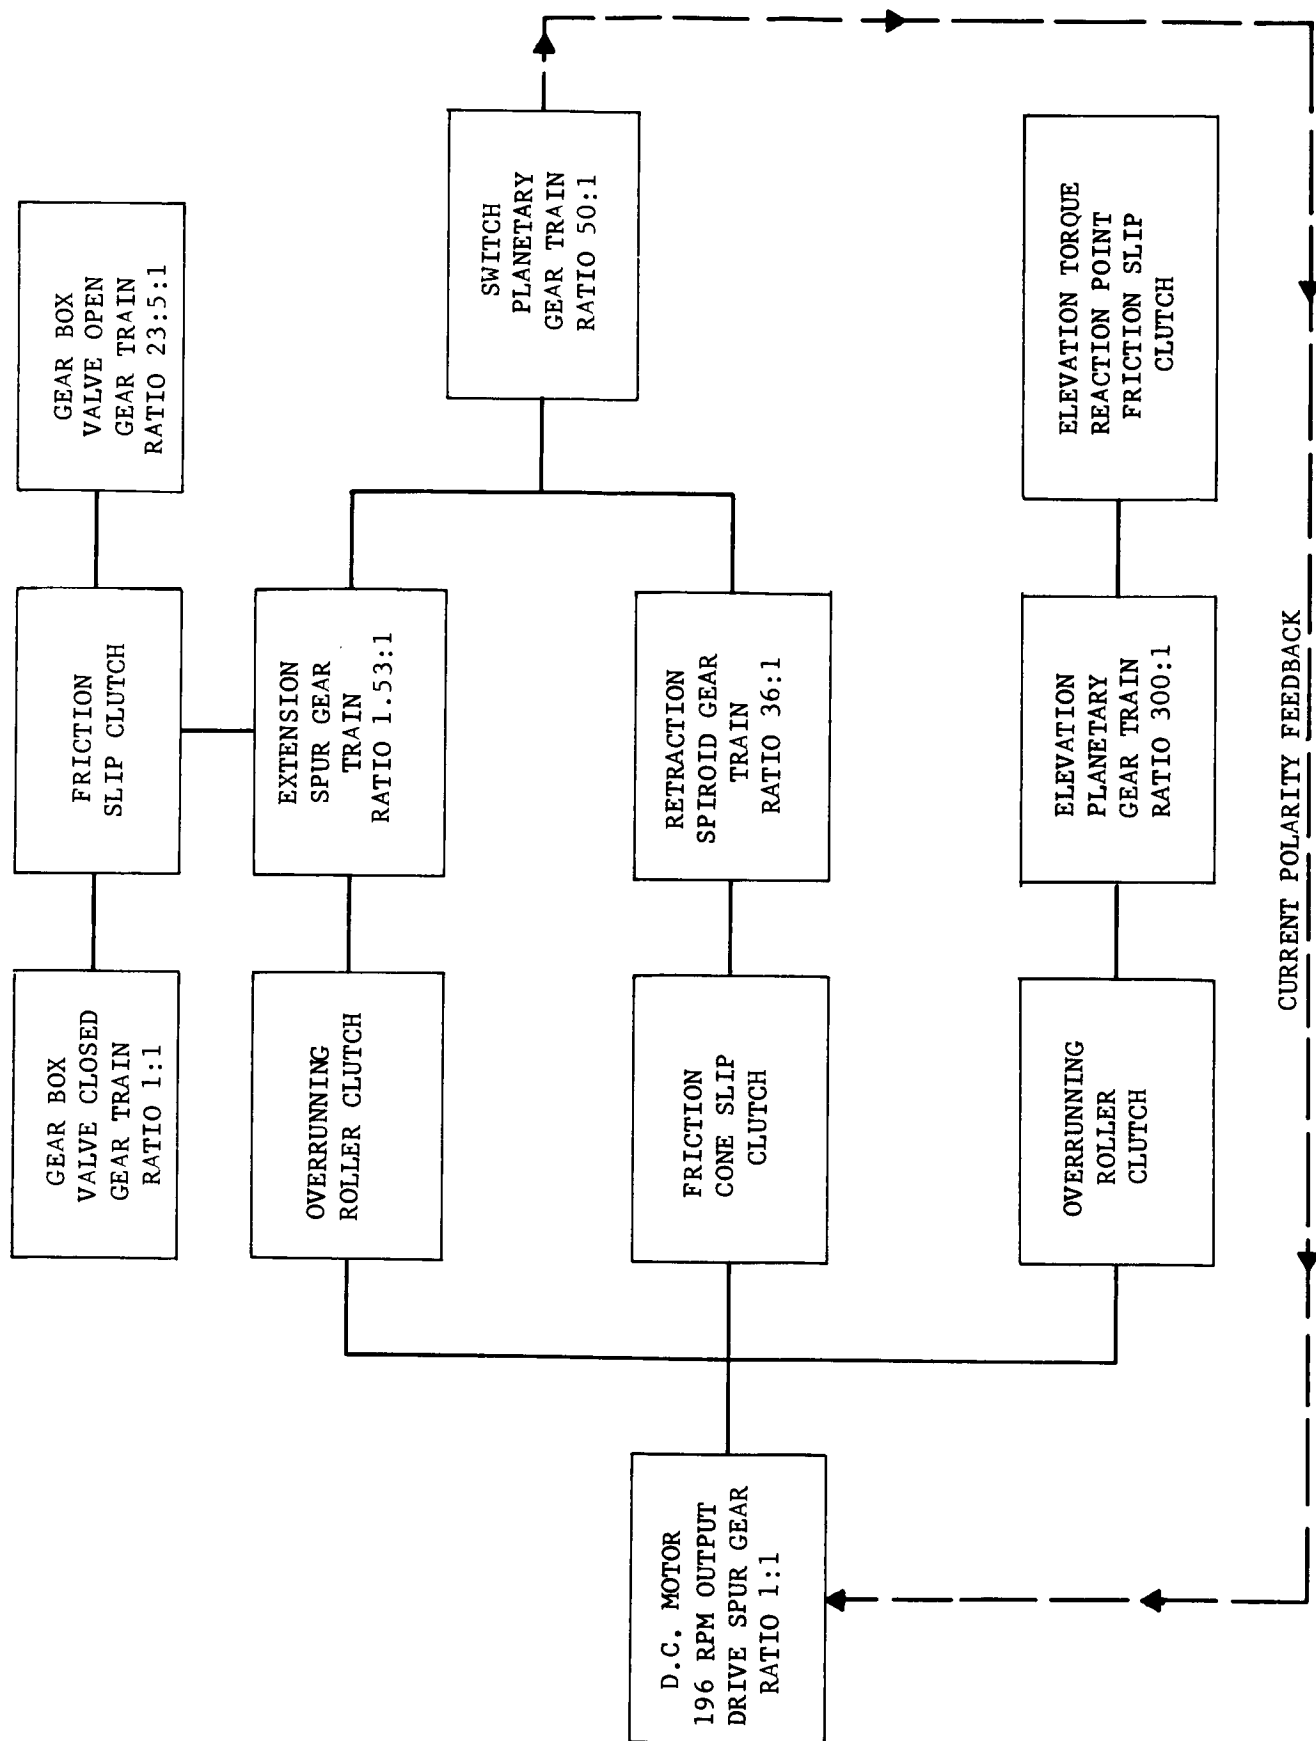 GEAR BOX
VALVE CLOSED
GEAR TRAIN
RATIO 1:1
FRICTION
SLIP CLUTCH
GEAR BOX
VALVE OPEN
GEAR TRAIN
RATIO 23:5:1
OVERRUNNING
ROLLER CLUTCH
EXTENSION
SPUR GEAR
TRAIN
RATIO 1.53:1
SWITCH
PLANETARY
GEAR TRAIN
RATIO 50:1
D.C. MOTOR
196 RPM OUTPUT
DRIVE SPUR GEAR
RATIO 1:1
FRICTION
CONE SLIP
CLUTCH
RETRACTION
SPIROID GEAR
TRAIN
RATIO 36:1
OVERRUNNING
ROLLER
CLUTCH
ELEVATION
PLANETARY
GEAR TRAIN
RATIO 300:1
ELEVATION TORQUE
REACTION POINT
FRICTION SLIP
CLUTCH
CURRENT POLARITY FEEDBACK